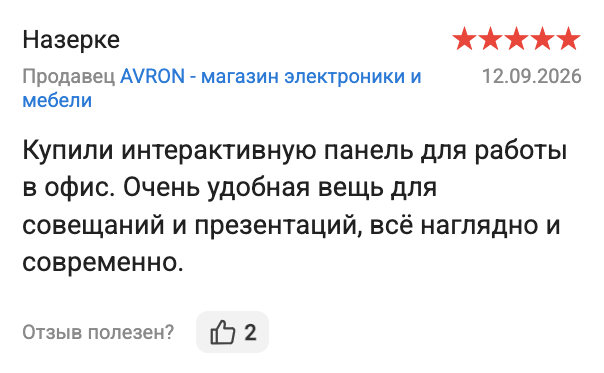 Назерке
Продавец AVRON - магазин электроники и
мебели
12.09.2026
Купили интерактивную панель для работы
в офис. Очень удобная вещь для
совещаний и презентаций, всё наглядно и
современно.
Отзыв полезен? 2